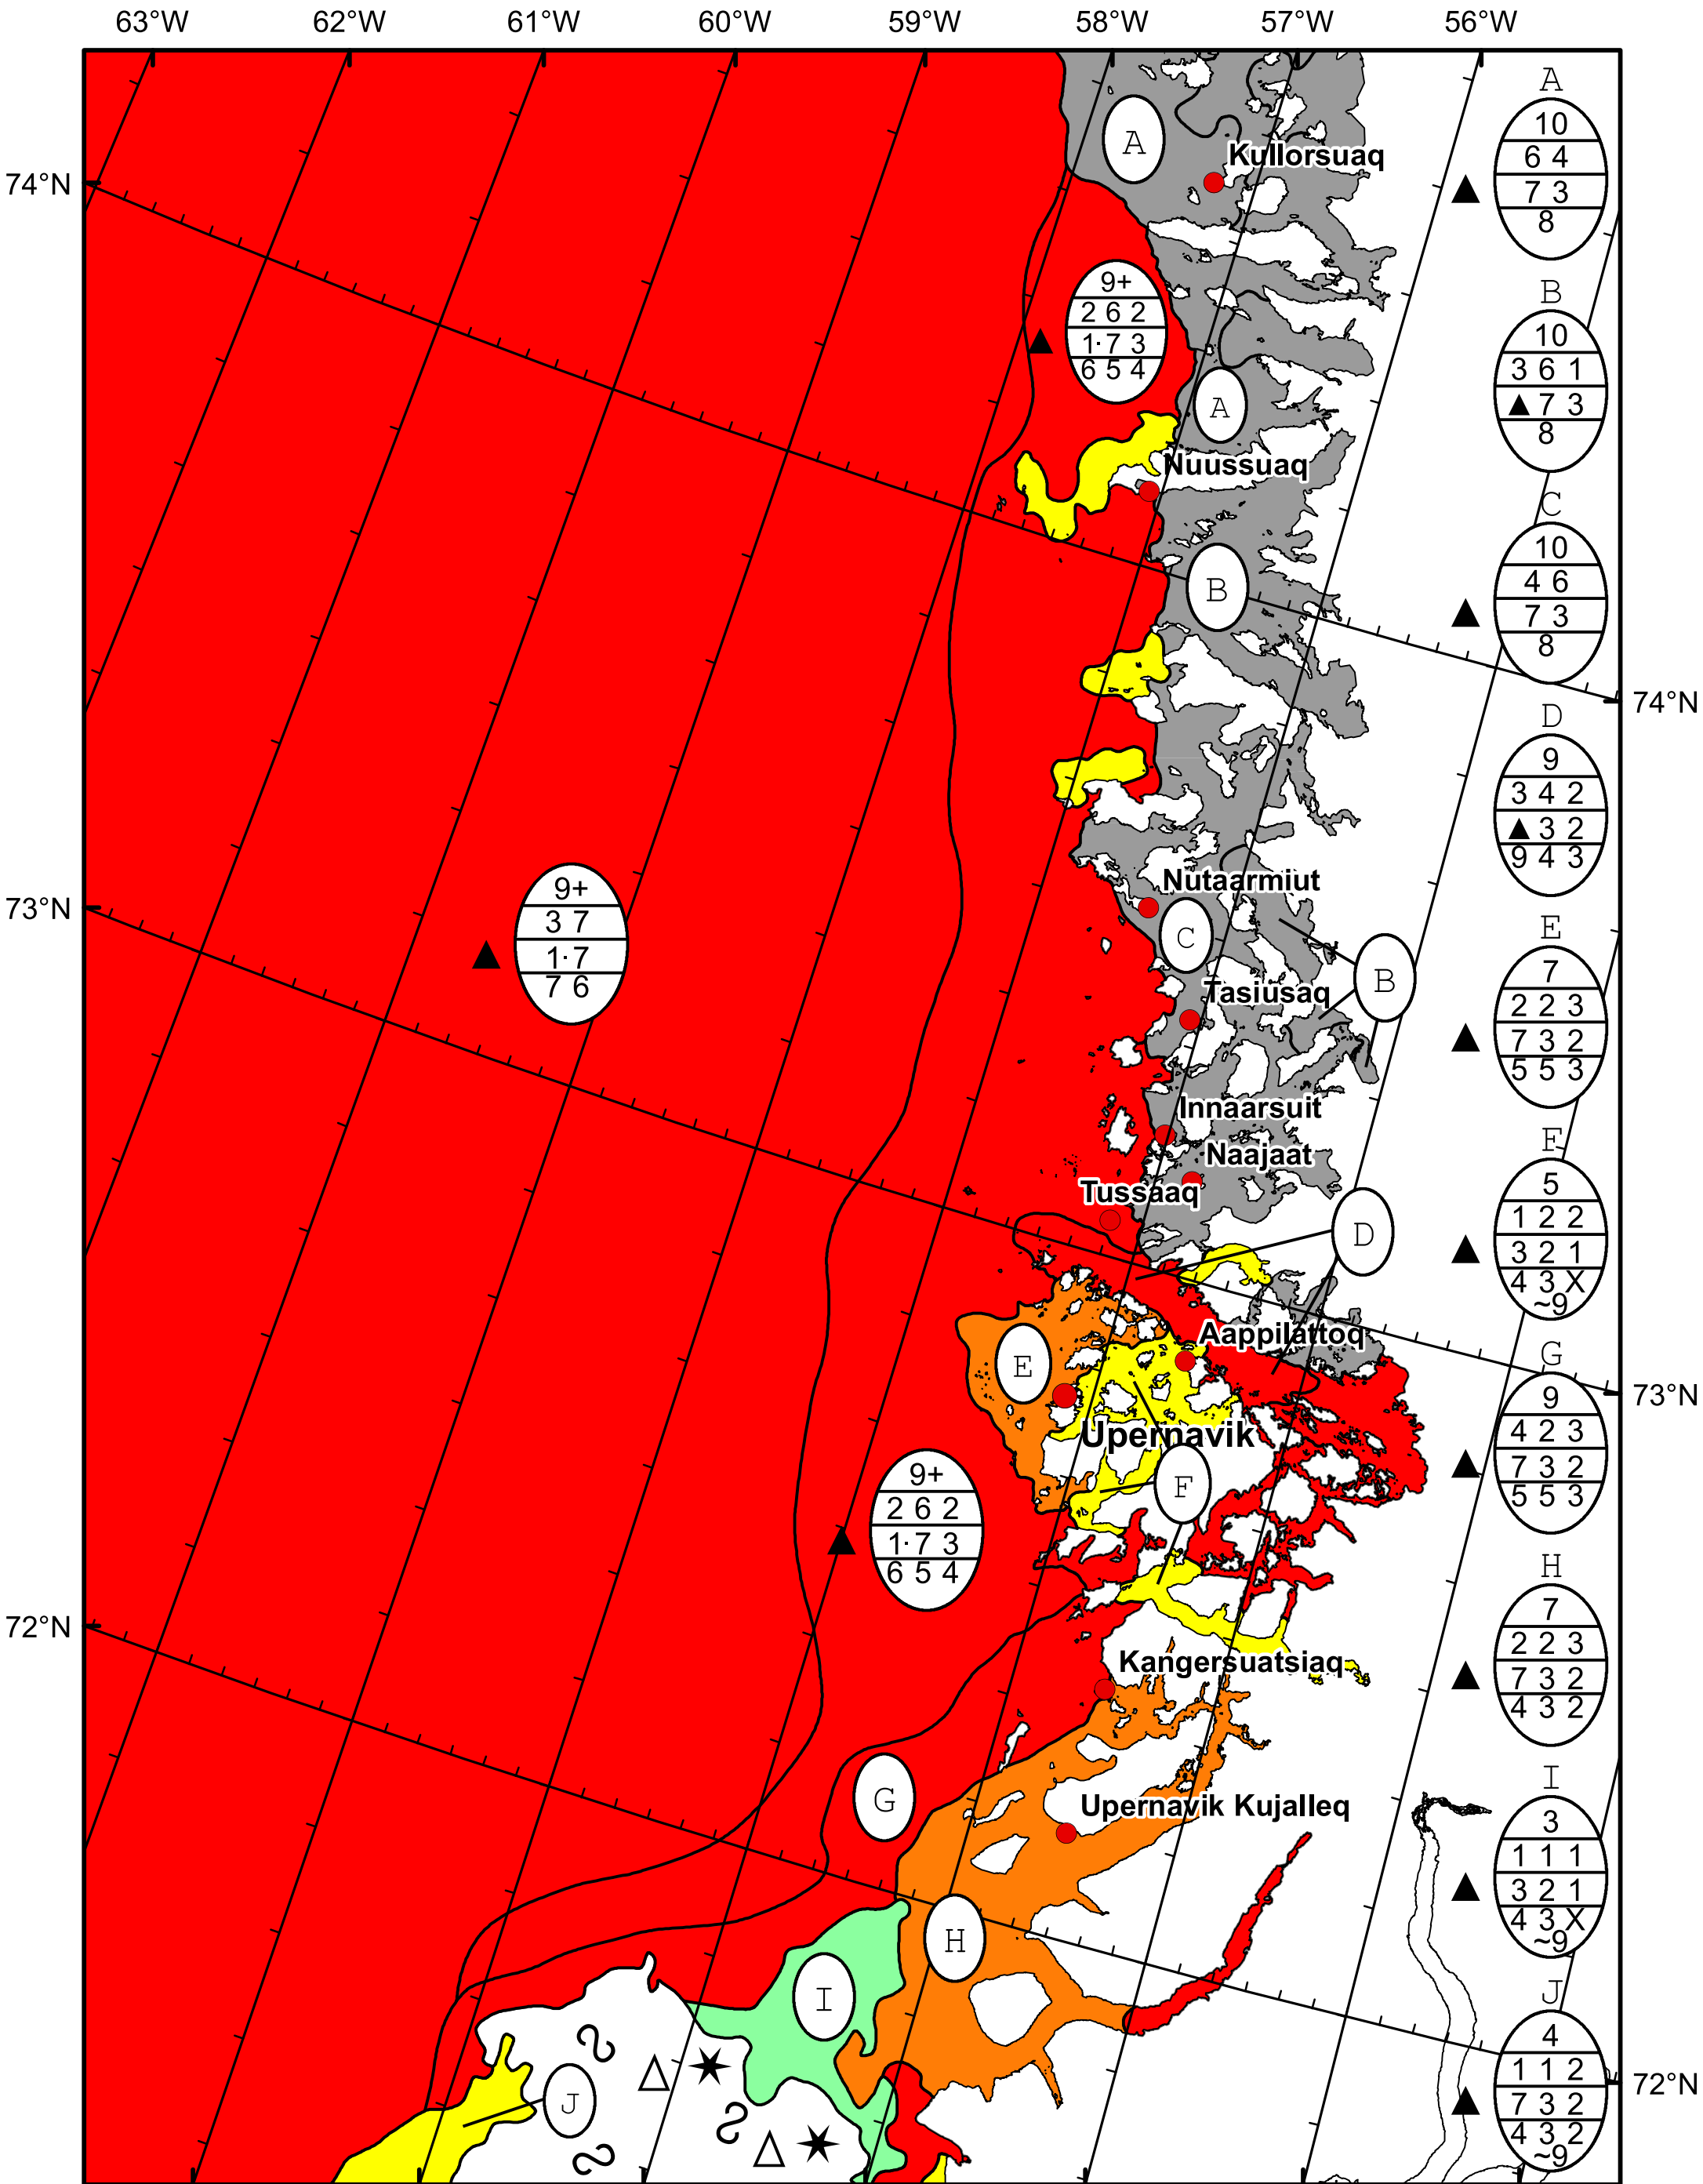 63°W 62°W 61°W 60°W 59°W 58°W 57°W 56°W
A
10
6 4
7 3
8
A
Kullorsuaq
74°N
B
10
3 6 1
▲ 7 3
8
9+
2 6 2
1· 7 3
6 5 4
A
Nuussuaq
C
10
4 6
7 3
8
B
74°N
D
9
3 4 2
▲ 3 2
9 4 3
Nutaarmiut
73°N
9+
3 7
1· 7
7 6
C
B
Tasiusaq
E
7
2 2 3
7 3 2
5 5 3
Innaarsuit
Naajaat
Tussaaq
F
5
1 2 2
3 2 1
4 3 X
~9
D
Aappilattoq
E
G
9
4 2 3
7 3 2
5 5 3
73°N
Upernavik
F
9+
2 6 2
1· 7 3
6 5 4
H
7
2 2 3
7 3 2
4 3 2
72°N
Kangersuatsiaq
G
Upernavik Kujalleq
I
3
1 1 1
3 2 1
4 3 X
~9
H
I
J
4
1 1 2
7 3 2
4 3 2
~9
72°N
J